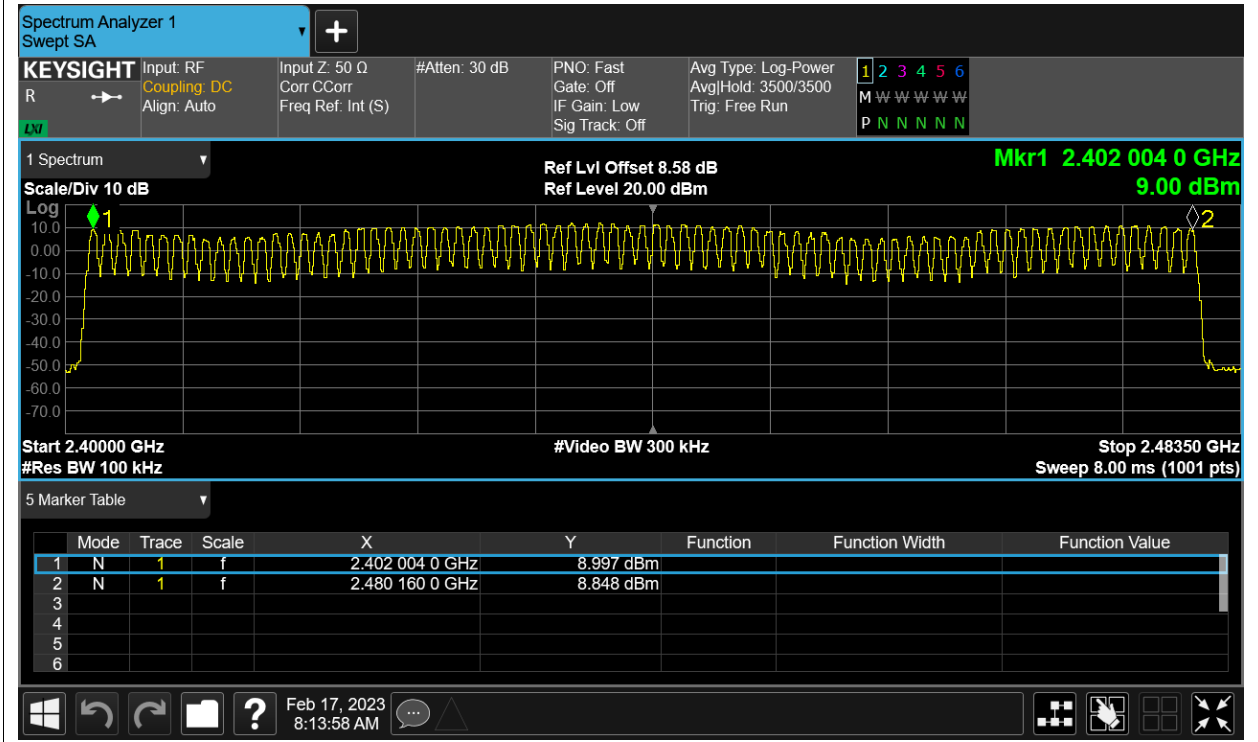 Spectrum Analyzer 1
Swept SA
+
KEYSIGHT Input: RF Input Z: 50 Ω #Atten: 30 dB PNO: Fast Avg Type: Log-Power 1 2 3 4 5 6
R Coupling: DC Corr CCorr Gate: Off Avg|Hold: 3500/3500 M W W W W W
Align: Auto Freq Ref: Int (S) IF Gain: Low Trig: Free Run
LXI Sig Track: Off P N N N N N
1 Spectrum
Ref Lvl Offset 8.58 dB Mkr1 2.402 004 0 GHz
Scale/Div 10 dB Ref Level 20.00 dBm 9.00 dBm
Log
1 2
10.0
0.00
-10.0
-20.0
-30.0
-40.0
-50.0
-60.0
-70.0
Start 2.40000 GHz #Video BW 300 kHz Stop 2.48350 GHz
#Res BW 100 kHz Sweep 8.00 ms (1001 pts)
5 Marker Table
Mode Trace Scale X Y Function Function Width Function Value
1 N 1 f 2.402 004 0 GHz 8.997 dBm
2 N 1 f 2.480 160 0 GHz 8.848 dBm
3
4
5
6
? Feb 17, 2023
8:13:58 AM